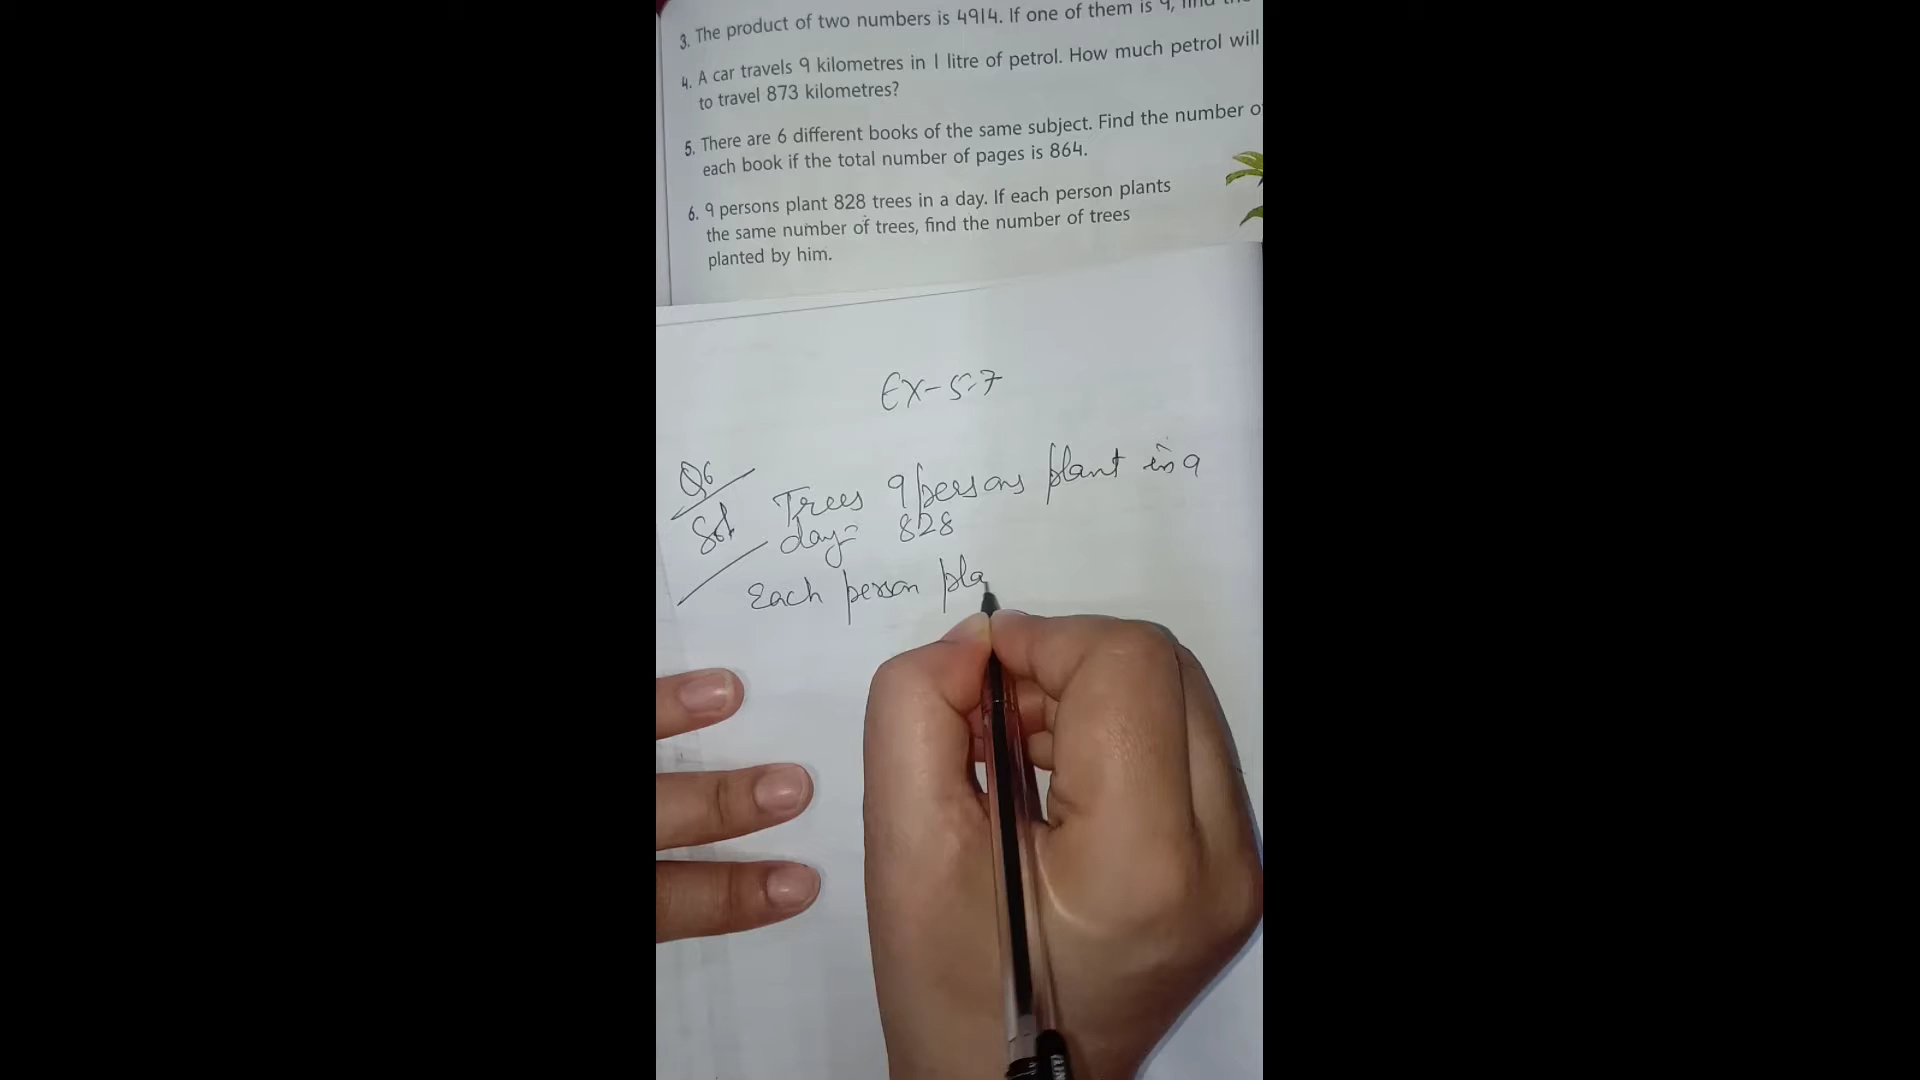 3. The product of two numbers is 4914. If one of them is 9, find the
4. A car travels 9 kilometres in 1 litre of petrol. How much petrol will
to travel 873 kilometres?
5. There are 6 different books of the same subject. Find the number o
each book if the total number of pages is 864.
6. 9 persons plant 828 trees in a day. If each person plants
the same number of trees, find the number of trees
planted by him.
EX-5.7
Q6
Sol Trees 9 persons plant in a
day= 828
Each person pla